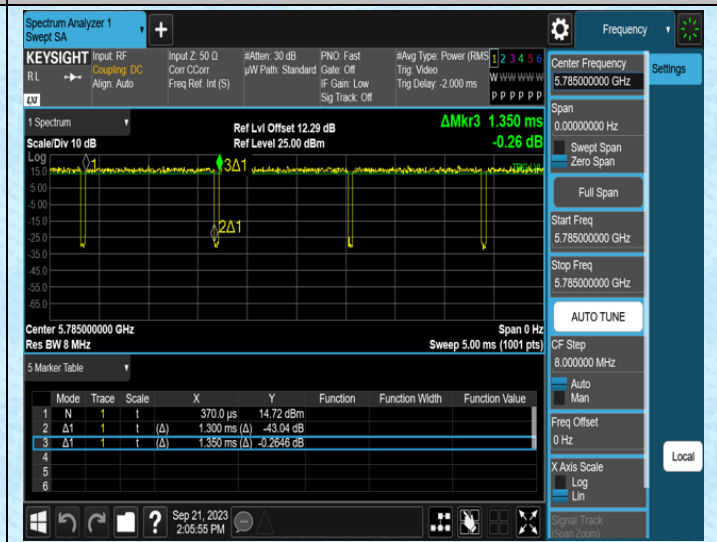 Spectrum Analyzer 1
Swept SA
+
Frequency
KEYSIGHT
RL
LXI
Input: RF
Coupling: DC
Align: Auto
Input Z: 50 Ω
Corr CCorr
Freq Ref: Int (S)
#Atten: 30 dB
µW Path: Standard
PNO: Fast
Gate: Off
IF Gain: Low
Sig Track: Off
#Avg Type: Power (RMS
Trig: Video
Trig Delay: -2.000 ms
1 2 3 4 5 6
W W W W W W
P P P P P P
1 Spectrum
Scale/Div 10 dB
Ref Lvl Offset 12.29 dB
Ref Level 25.00 dBm
ΔMkr3 1.350 ms
-0.26 dB
Log
15.0
5.00
-5.00
-15.0
-25.0
-35.0
-45.0
-55.0
-65.0
1
3Δ1
2Δ1
Center 5.785000000 GHz
Res BW 8 MHz
Span 0 Hz
Sweep 5.00 ms (1001 pts)
5 Marker Table
Mode Trace Scale X Y Function Function Width Function Value
1 N 1 t 370.0 µs 14.72 dBm
2 Δ1 1 t (Δ) 1.300 ms (Δ) -43.04 dB
3 Δ1 1 t (Δ) 1.350 ms (Δ) -0.2646 dB
4
5
6
?
Sep 21, 2023
2:05:55 PM
Center Frequency
5.785000000 GHz
Span
0.00000000 Hz
Swept Span
Zero Span
Full Span
Start Freq
5.785000000 GHz
Stop Freq
5.785000000 GHz
AUTO TUNE
CF Step
8.000000 MHz
Auto
Man
Freq Offset
0 Hz
X Axis Scale
Log
Lin
Signal Track
(Span Zoom)
Settings
Local